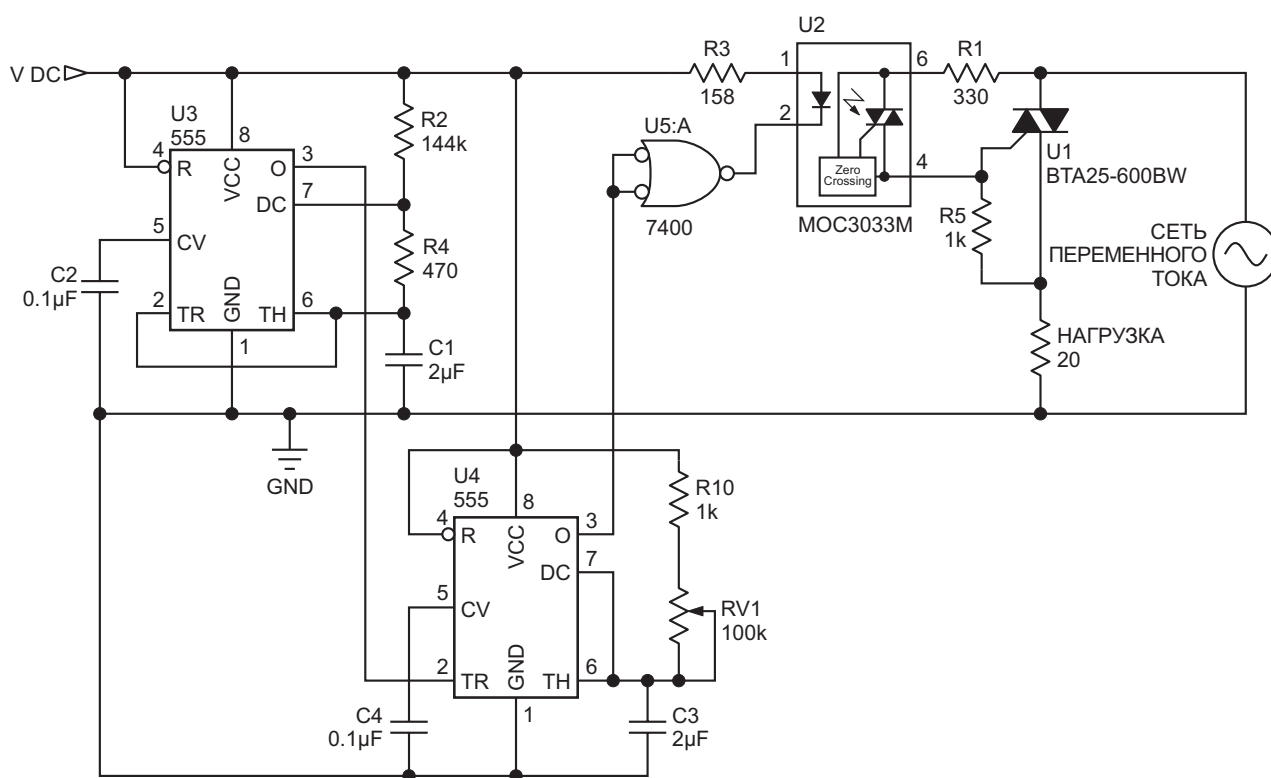 V DC
U3
555
4
R
8
VCC
O
3
DC
7
5
CV
2
TR
GND
1
TH
6
C2
0.1µF
R2
144k
R4
470
C1
2µF
GND
R3
158
U5:A
7400
U2
1
2
6
4
Zero
Crossing
MOC3033M
R1
330
U1
BTA25-600BW
R5
1k
СЕТЬ
ПЕРЕМЕННОГО
ТОКА
НАГРУЗКА
20
U4
555
4
R
8
VCC
O
3
DC
7
5
CV
2
TR
GND
1
TH
6
R10
1k
RV1
100k
C4
0.1µF
C3
2µF